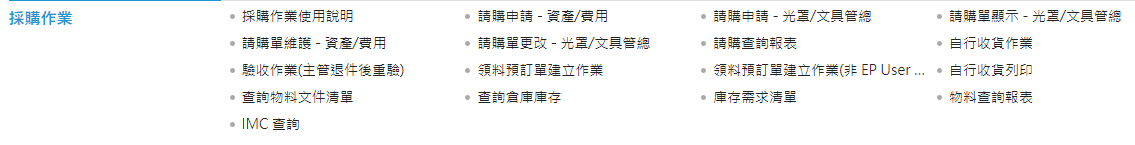 採購作業
採購作業使用說明
請購申請 - 資產/費用
請購申請 - 光罩/文具管總
請購單顯示 - 光罩/文具管總
請購單維護 - 資產/費用
請購單更改 - 光罩/文具管總
請購查詢報表
自行收貨作業
驗收作業(主管退件後重驗)
領料預訂單建立作業
領料預訂單建立作業(非 EP User ...
自行收貨列印
查詢物料文件清單
查詢倉庫庫存
庫存需求清單
物料查詢報表
IMC 查詢